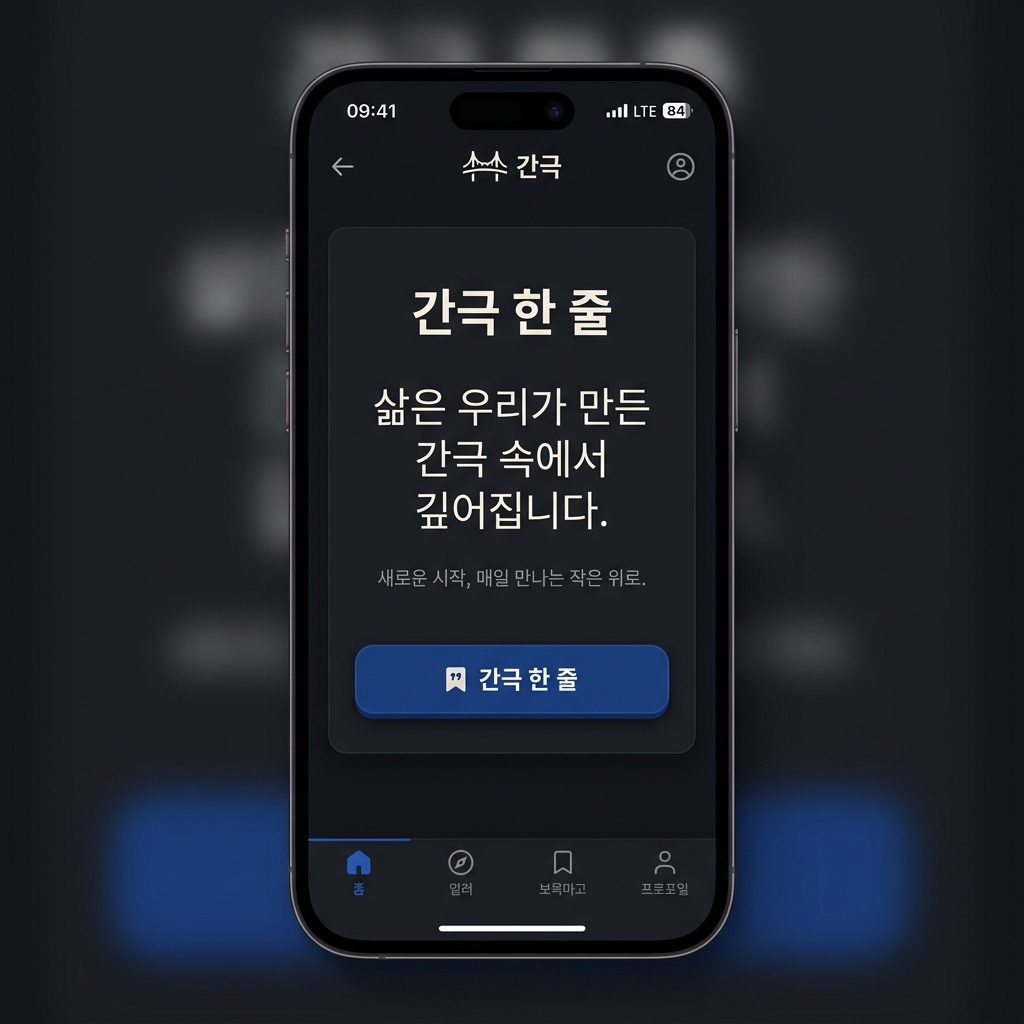 09:41
LTE 84
간극
간극 한 줄
삶은 우리가 만든
간극 속에서
깊어집니다.
새로운 시작, 매일 만나는 작은 위로.
간극 한 줄
홈 얼러 보목마고 프로포일